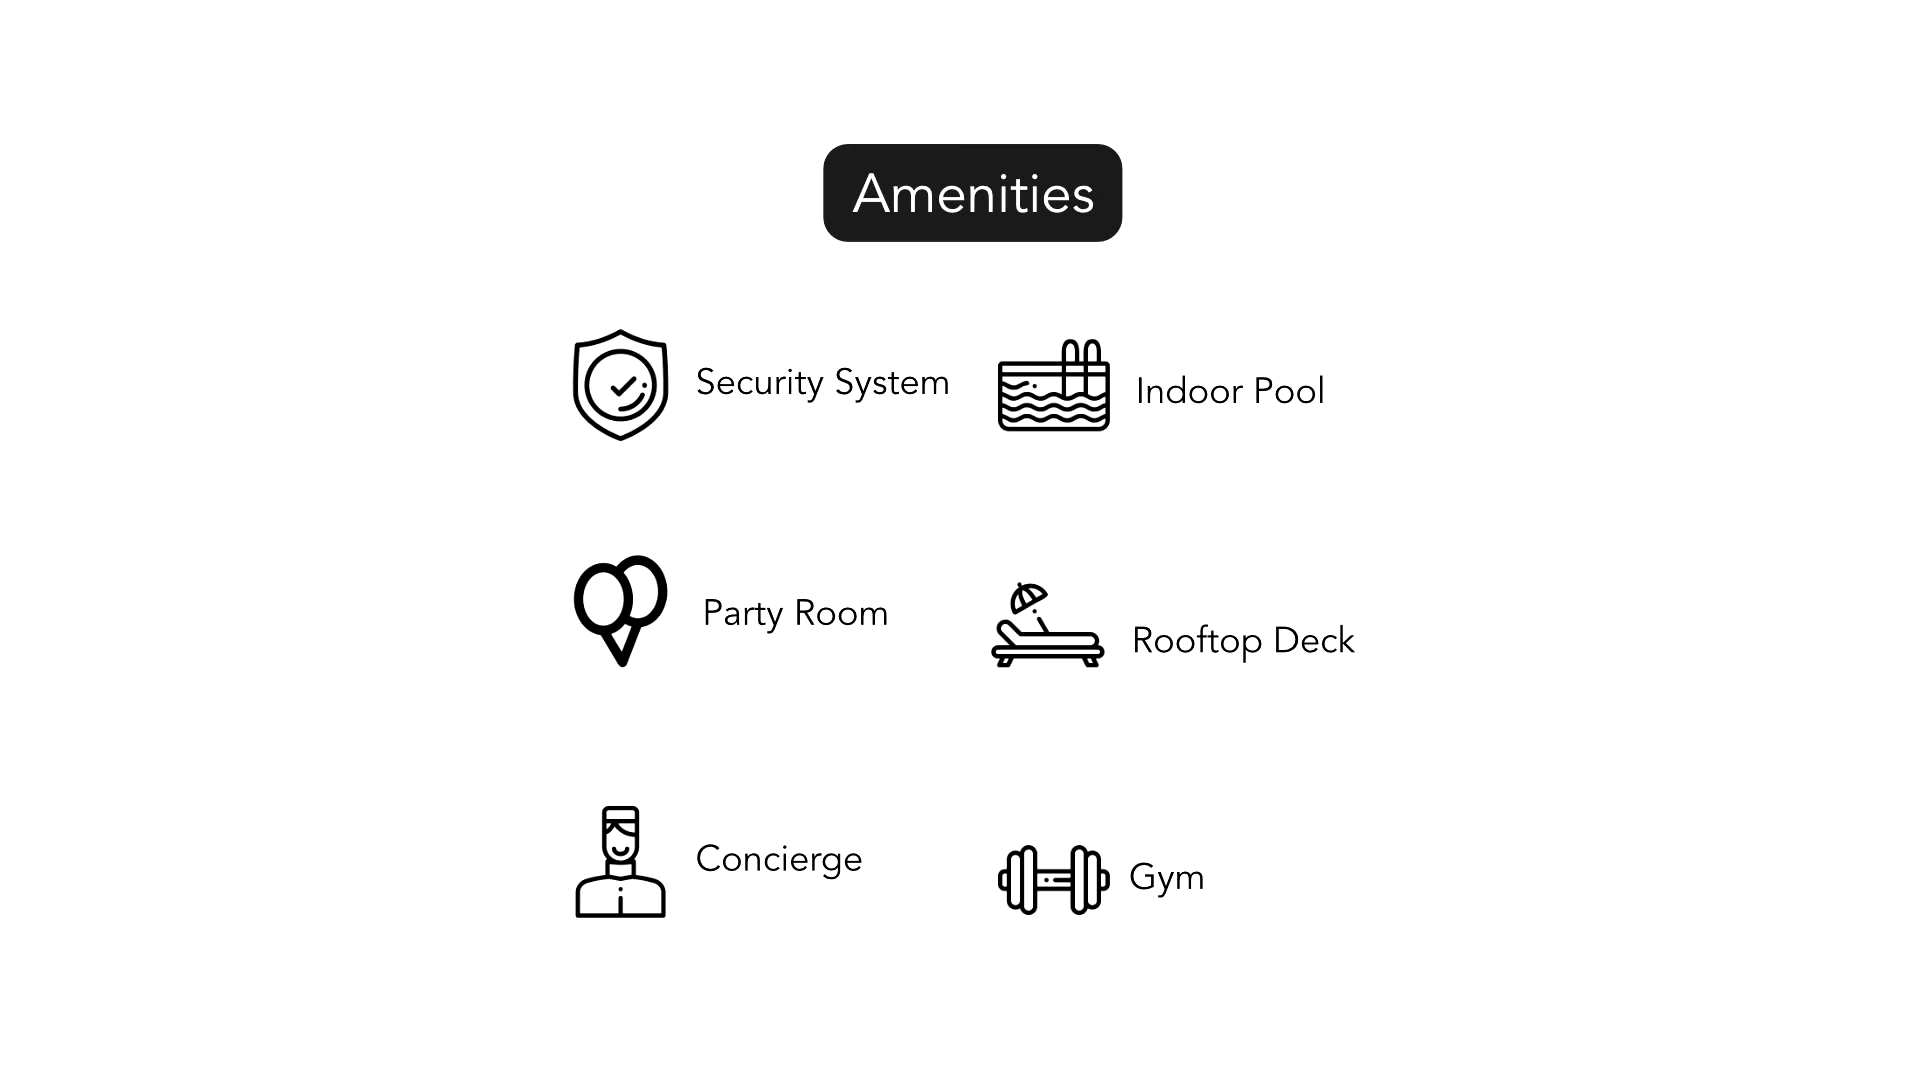 Amenities
Security System
Indoor Pool
Party Room
Rooftop Deck
Concierge
Gym